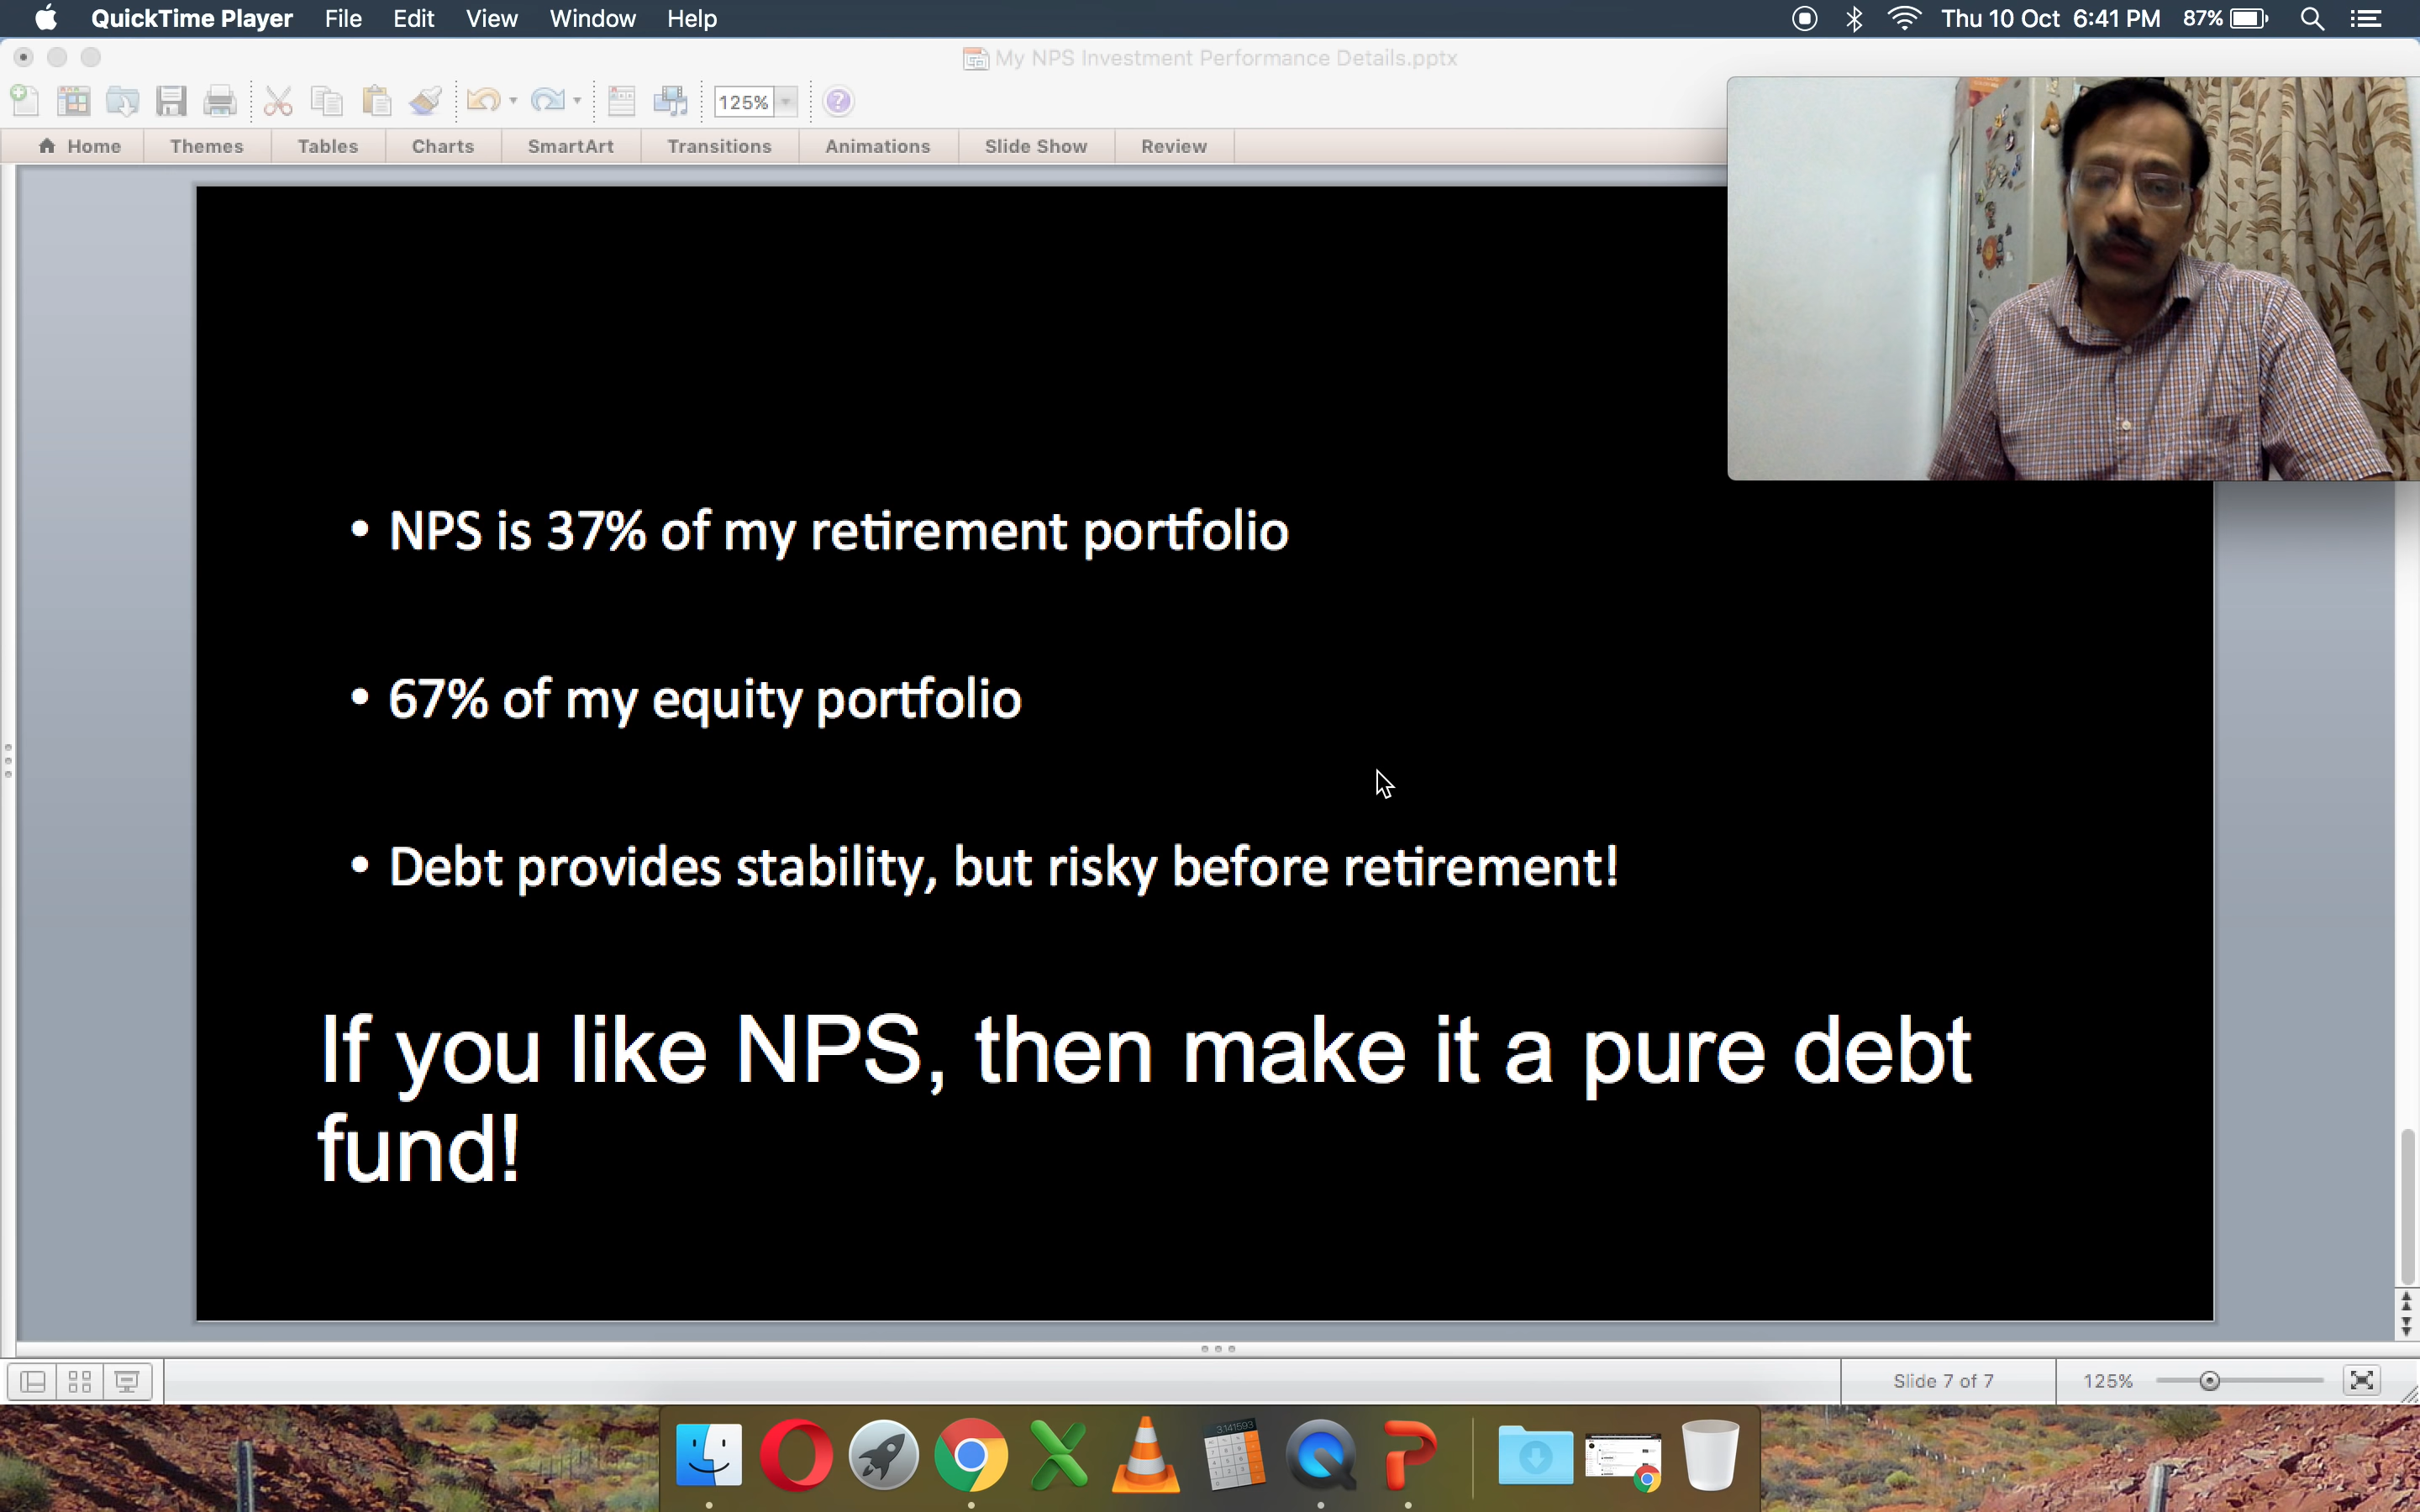 QuickTime Player File Edit View Window Help Thu 10 Oct 6:41 PM 87%
My NPS Investment Performance Details.pptx
125% ?
Home Themes Tables Charts SmartArt Transitions Animations Slide Show Review
• NPS is 37% of my retirement portfolio
• 67% of my equity portfolio
• Debt provides stability, but risky before retirement!
If you like NPS, then make it a pure debt
fund!
Slide 7 of 7 125%
3.141593